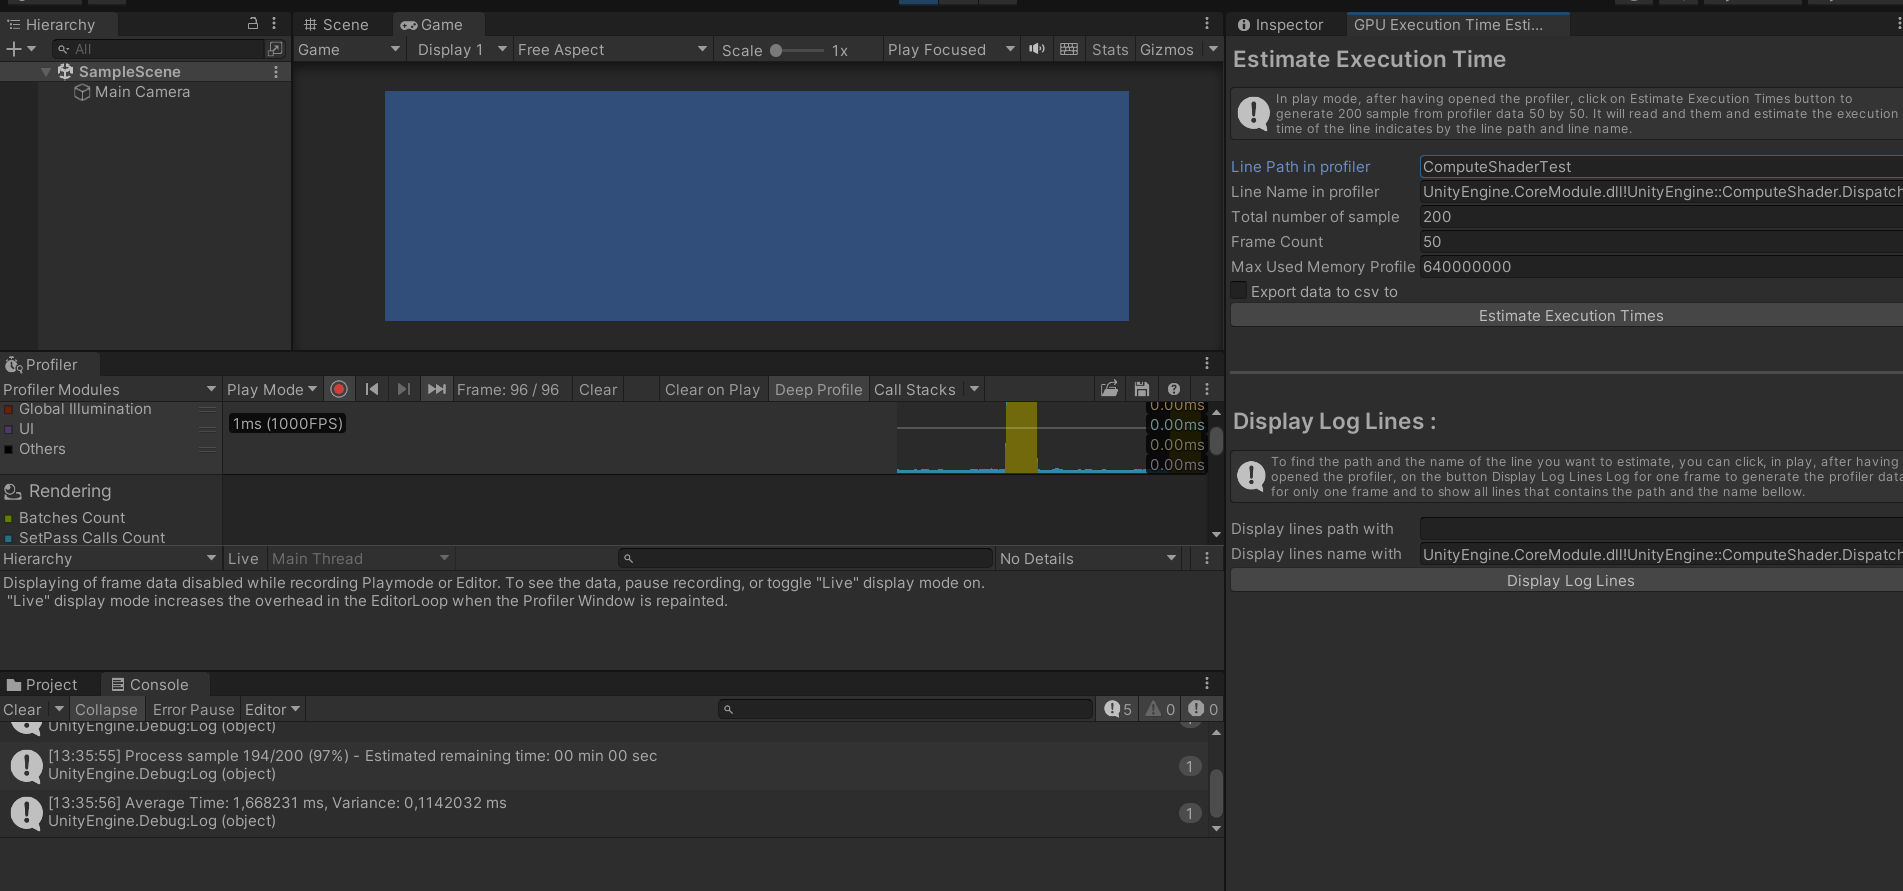 Hierarchy
All
SampleScene
Main Camera
Scene
Game
Game
Display 1
Free Aspect
Scale
1x
Play Focused
Stats
Gizmos
Profiler
Profiler Modules
Play Mode
Frame: 96 / 96
Clear
Clear on Play
Deep Profile
Call Stacks
Global Illumination
UI
Others
1ms (1000FPS)
0.00ms
0.00ms
0.00ms
0.00ms
Rendering
Batches Count
SetPass Calls Count
Hierarchy
Live
Main Thread
No Details
Displaying of frame data disabled while recording Playmode or Editor. To see the data, pause recording, or toggle "Live" display mode on.
"Live" display mode increases the overhead in the EditorLoop when the Profiler Window is repainted.
Project
Console
Clear
Collapse
Error Pause
Editor
5
0
0
UnityEngine.Debug:Log (object)
[13:35:55] Process sample 194/200 (97%) - Estimated remaining time: 00 min 00 sec
UnityEngine.Debug:Log (object)
1
[13:35:56] Average Time: 1,668231 ms, Variance: 0,1142032 ms
UnityEngine.Debug:Log (object)
1
Inspector
GPU Execution Time Esti...
Estimate Execution Time
In play mode, after having opened the profiler, click on Estimate Execution Times button to
generate 200 sample from profiler data 50 by 50. It will read and them and estimate the execution
time of the line indicates by the line path and line name.
Line Path in profiler
ComputeShaderTest
Line Name in profiler
UnityEngine.CoreModule.dll!UnityEngine::ComputeShader.Dispatch
Total number of sample
200
Frame Count
50
Max Used Memory Profile
640000000
Export data to csv to
Estimate Execution Times
Display Log Lines :
To find the path and the name of the line you want to estimate, you can click, in play, after having
opened the profiler, on the button Display Log Lines Log for one frame to generate the profiler data
for only one frame and to show all lines that contains the path and the name bellow.
Display lines path with
Display lines name with
UnityEngine.CoreModule.dll!UnityEngine::ComputeShader.Dispatch
Display Log Lines